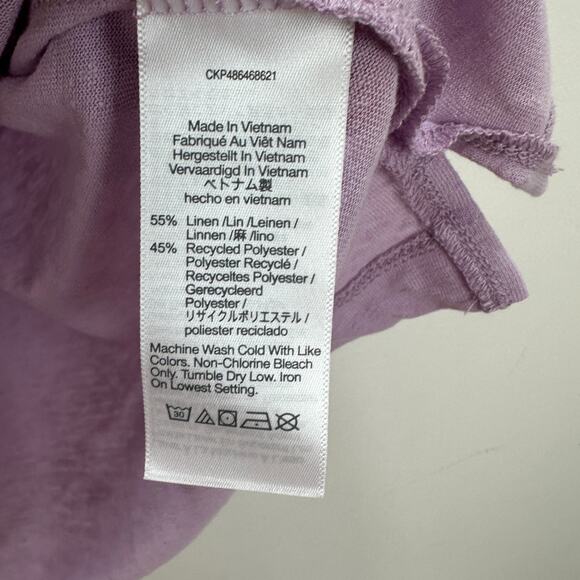 CKP486468621
Made In Vietnam
Fabriqué Au Viêt Nam
Hergestellt In Vietnam
Vervaardigd In Vietnam
ベトナム製
hecho en vietnam
55% Linen /Lin /Leinen /
Linnen /麻 /lino
45% Recycled Polyester /
Polyester Recyclé /
Recyceltes Polyester /
Gerecycleerd
Polyester /
リサイクルポリエステル /
poliester reciclado
Machine Wash Cold With Like
Colors. Non-Chlorine Bleach
Only. Tumble Dry Low. Iron
On Lowest Setting.
30